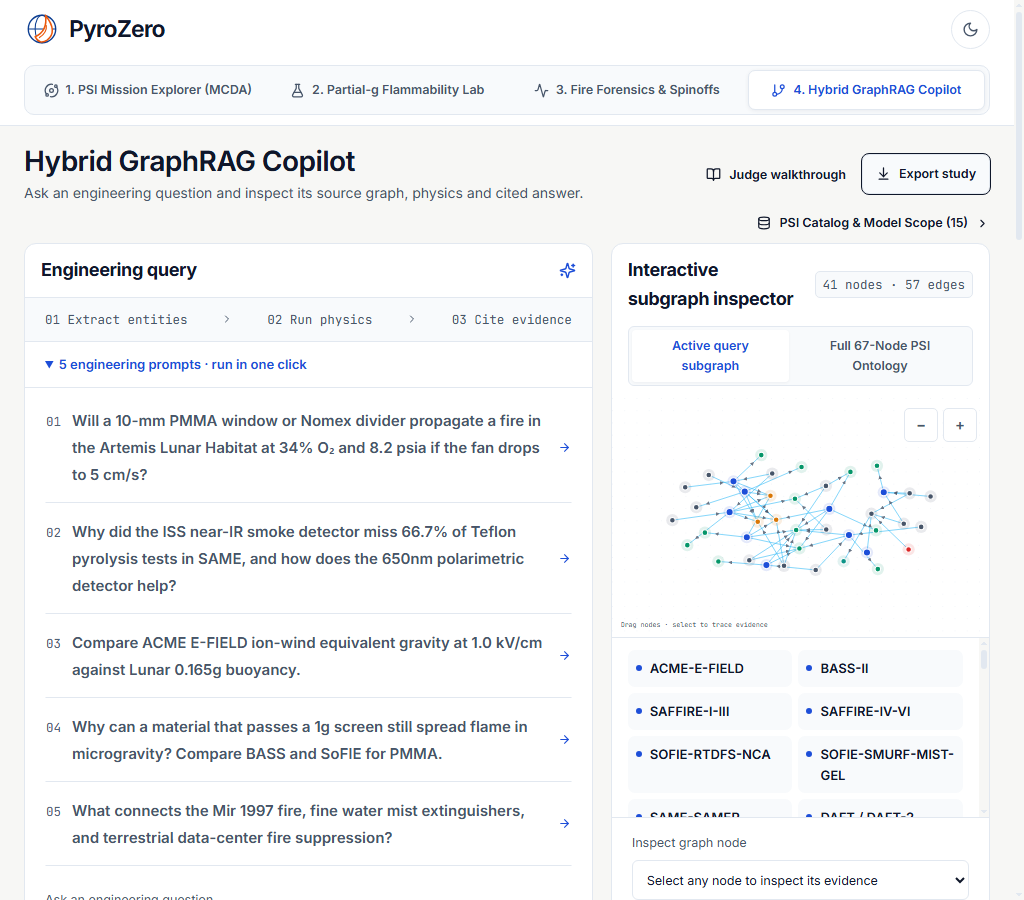 PyroZero
1. PSI Mission Explorer (MCDA)
2. Partial-g Flammability Lab
3. Fire Forensics & Spinoffs
4. Hybrid GraphRAG Copilot
Hybrid GraphRAG Copilot
Ask an engineering question and inspect its source graph, physics and cited answer.
Judge walkthrough
Export study
PSI Catalog & Model Scope (15)
Engineering query
01 Extract entities
02 Run physics
03 Cite evidence
5 engineering prompts · run in one click
01 Will a 10-mm PMMA window or Nomex divider propagate a fire in
the Artemis Lunar Habitat at 34% O₂ and 8.2 psia if the fan drops
to 5 cm/s?
02 Why did the ISS near-IR smoke detector miss 66.7% of Teflon
pyrolysis tests in SAME, and how does the 650nm polarimetric
detector help?
03 Compare ACME E-FIELD ion-wind equivalent gravity at 1.0 kV/cm
against Lunar 0.165g buoyancy.
04 Why can a material that passes a 1g screen still spread flame in
microgravity? Compare BASS and SoFIE for PMMA.
05 What connects the Mir 1997 fire, fine water mist extinguishers,
and terrestrial data-center fire suppression?
Ask an engineering question
Interactive
subgraph inspector
41 nodes · 57 edges
Active query
subgraph
Full 67-Node PSI
Ontology
−
+
Drag nodes · select to trace evidence
ACME-E-FIELD
BASS-II
SAFFIRE-I-III
SAFFIRE-IV-VI
SOFIE-RTDFS-NCA
SOFIE-SMURF-MIST-
GEL
SAME-SAMER
DAFT / DAFT-2
Inspect graph node
Select any node to inspect its evidence